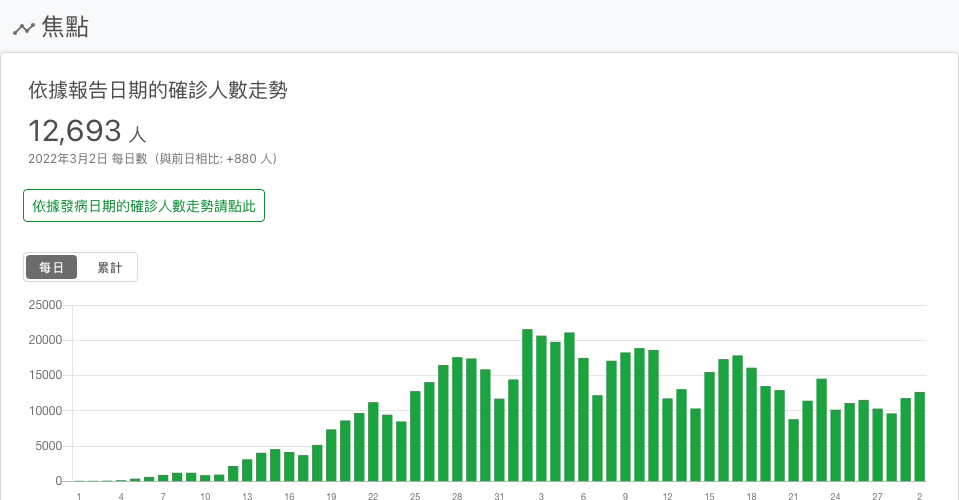 焦點
依據報告日期的確診人數走勢
12,693 人
2022年3月2日 每日數（與前日相比: +880 人）
依據發病日期的確診人數走勢請點此
每日 累計
25000
20000
15000
10000
5000
0
1 4 7 10 13 16 19 22 25 28 31 3 6 9 12 15 18 21 24 27 2